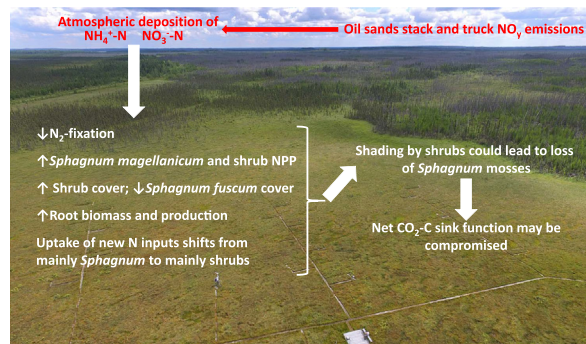 Atmospheric deposition of
NH₄⁺-N NO₃⁻-N
Oil sands stack and truck NOᵧ emissions
↓N₂-fixation
↑Sphagnum magellanicum and shrub NPP
↑ Shrub cover; ↓Sphagnum fuscum cover
↑Root biomass and production
Uptake of new N inputs shifts from
mainly Sphagnum to mainly shrubs
Shading by shrubs could lead to loss
of Sphagnum mosses
Net CO₂-C sink function may be
compromised